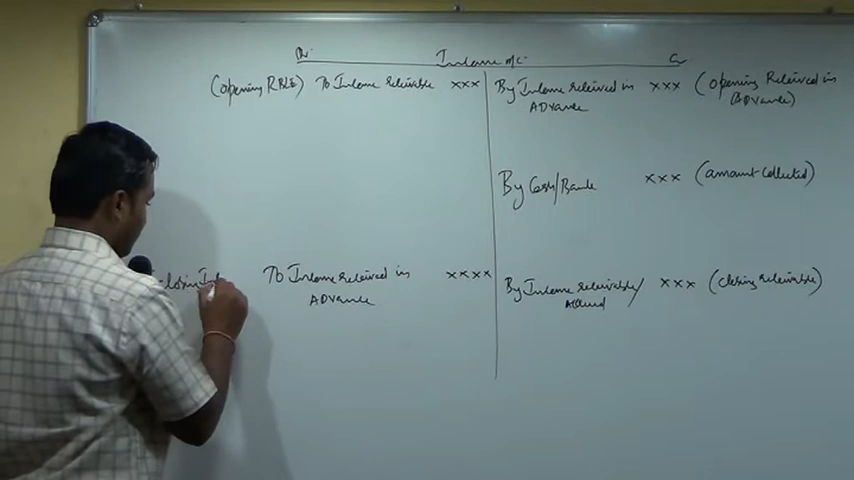 Dr. Income a/c Cr
(opening RBLE) To Income receivable xxx By Income received in xxx (opening Received in
ADVance ADVance)
By Cash/Bank xxx (amount collected)
To Income received in xxxx By Income receivable/ xxx (closing receivable)
ADVance Accrued